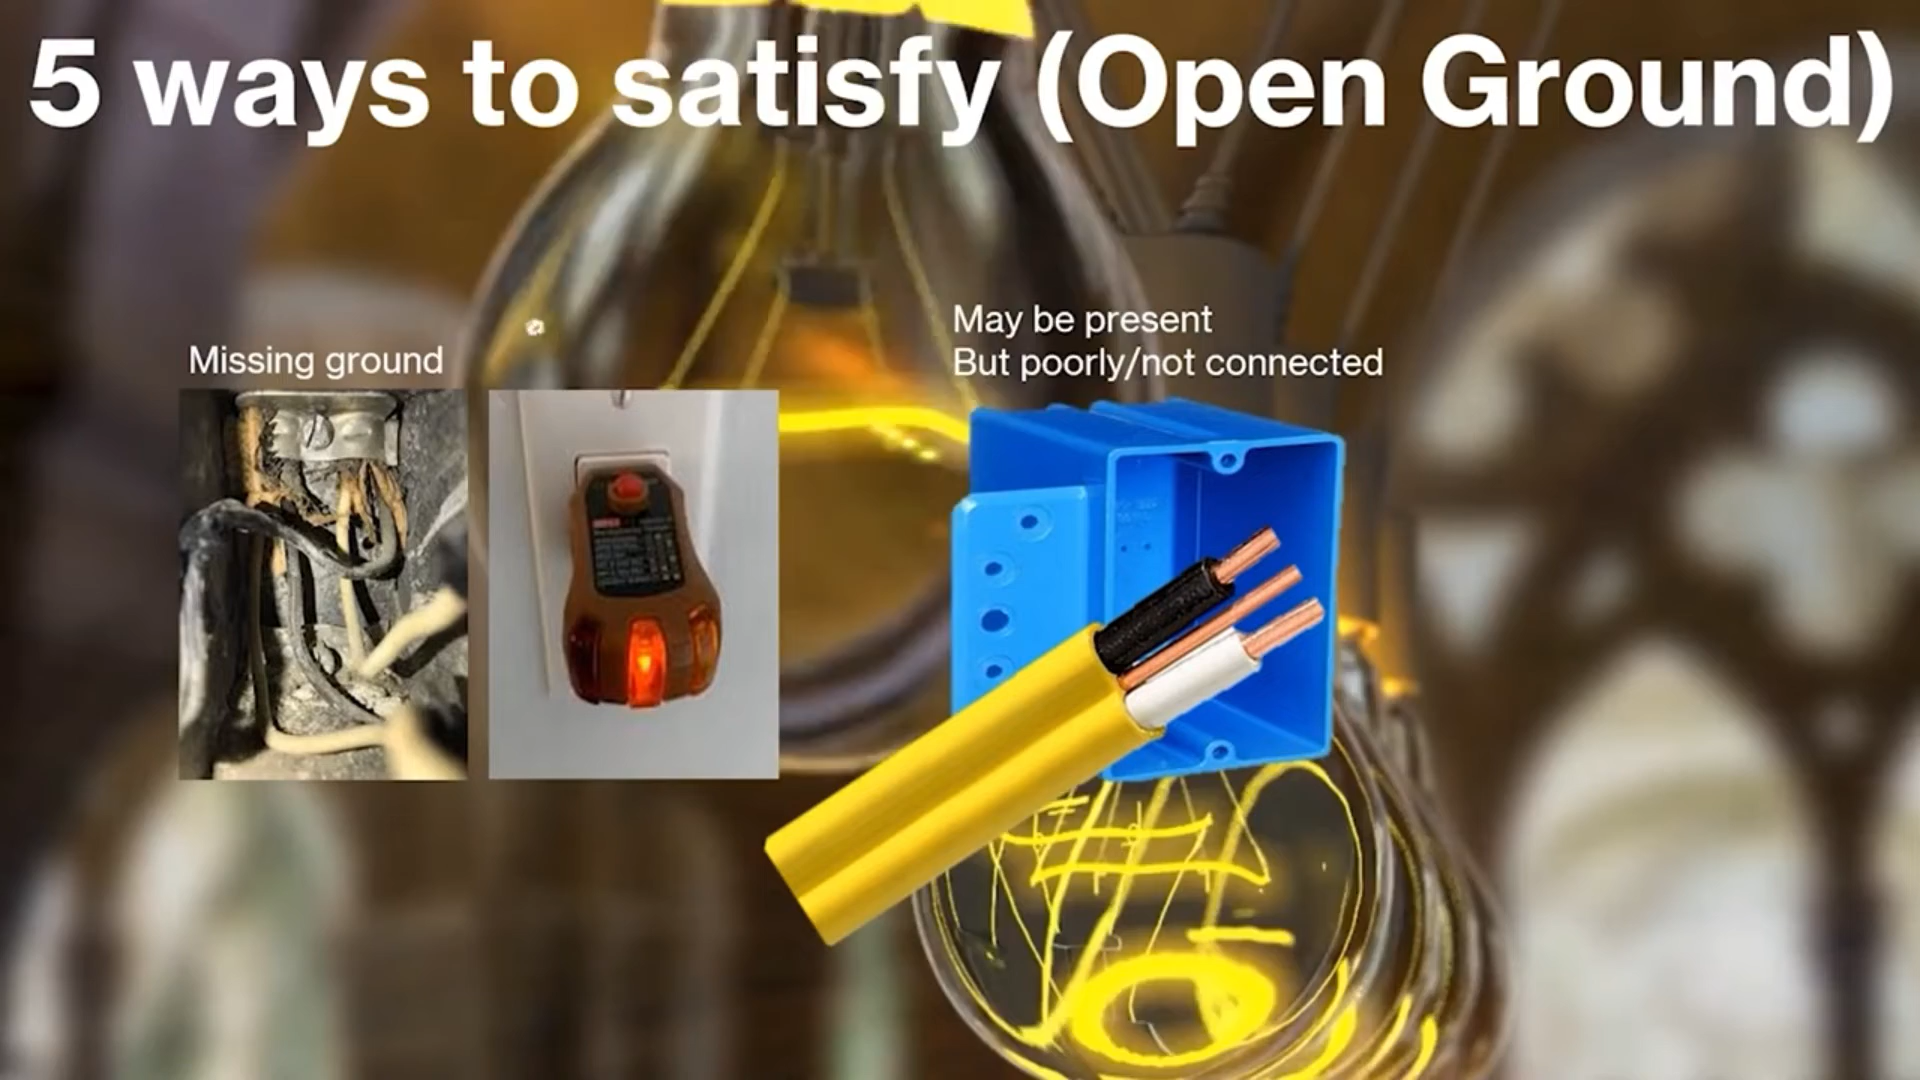 5 ways to satisfy (Open Ground)
May be present
But poorly/not connected
Missing ground